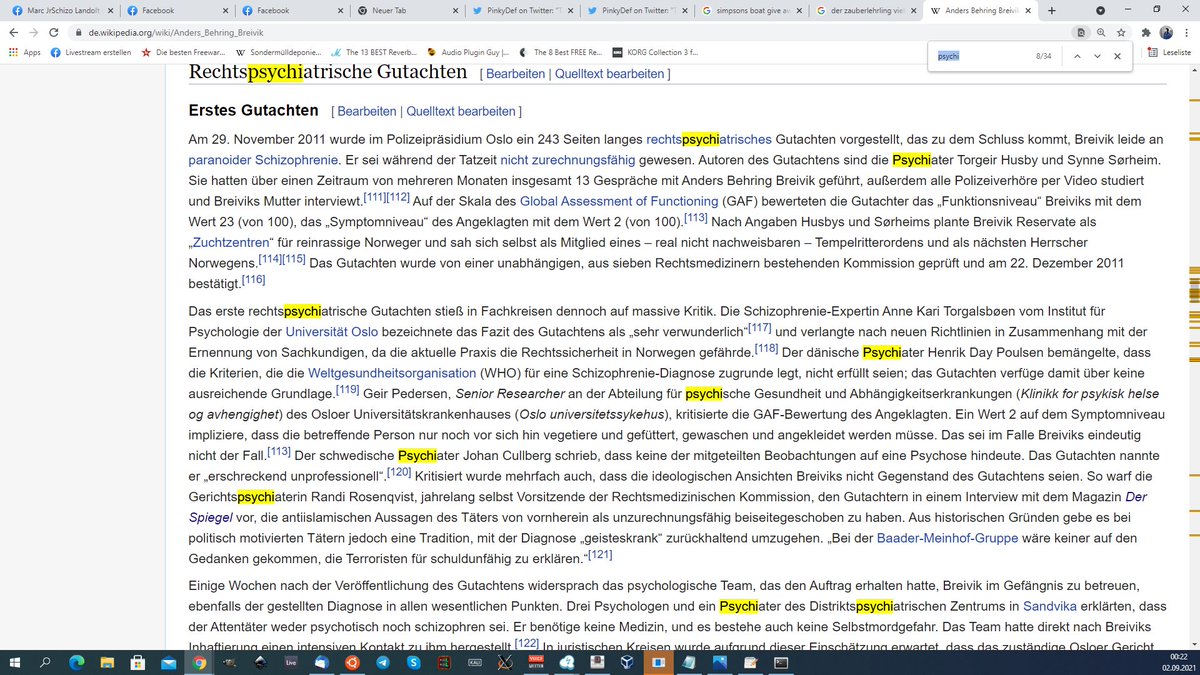 Marc JrSchizo Landolt
Facebook
Facebook
Neuer Tab
PinkyDef on Twitter: "T
PinkyDef on Twitter: "T
simpsons boat give aw
der zauberlehrling viel
Anders Behring Breivik
de.wikipedia.org/wiki/Anders_Behring_Breivik
Apps
Livestream erstellen
Die besten Freewar...
Sondermülldeponie...
The 13 BEST Reverb...
Audio Plugin Guy |...
The 8 Best FREE Re...
KORG Collection 3 f...
Leseliste
psychi
8/34
Rechtspsychiatrische Gutachten [ Bearbeiten | Quelltext bearbeiten ]
Erstes Gutachten [ Bearbeiten | Quelltext bearbeiten ]
Am 29. November 2011 wurde im Polizeipräsidium Oslo ein 243 Seiten langes rechtspsychiatrisches Gutachten vorgestellt, das zu dem Schluss kommt, Breivik leide an
paranoider Schizophrenie. Er sei während der Tatzeit nicht zurechnungsfähig gewesen. Autoren des Gutachtens sind die Psychiater Torgeir Husby und Synne Sørheim.
Sie hatten über einen Zeitraum von mehreren Monaten insgesamt 13 Gespräche mit Anders Behring Breivik geführt, außerdem alle Polizeiverhöre per Video studiert
und Breiviks Mutter interviewt.[111][112] Auf der Skala des Global Assessment of Functioning (GAF) bewerteten die Gutachter das „Funktionsniveau“ Breiviks mit dem
Wert 23 (von 100), das „Symptomniveau“ des Angeklagten mit dem Wert 2 (von 100).[113] Nach Angaben Husbys und Sørheims plante Breivik Reservate als
„Zuchtzentren“ für reinrassige Norweger und sah sich selbst als Mitglied eines – real nicht nachweisbaren – Tempelritterordens und als nächsten Herrscher
Norwegens.[114][115] Das Gutachten wurde von einer unabhängigen, aus sieben Rechtsmedizinern bestehenden Kommission geprüft und am 22. Dezember 2011
bestätigt.[116]
Das erste rechtspsychiatrische Gutachten stieß in Fachkreisen dennoch auf massive Kritik. Die Schizophrenie-Expertin Anne Kari Torgalsbøen vom Institut für
Psychologie der Universität Oslo bezeichnete das Fazit des Gutachtens als „sehr verwunderlich“[117] und verlangte nach neuen Richtlinien in Zusammenhang mit der
Ernennung von Sachkundigen, da die aktuelle Praxis die Rechtssicherheit in Norwegen gefährde.[118] Der dänische Psychiater Henrik Day Poulsen bemängelte, dass
die Kriterien, die die Weltgesundheitsorganisation (WHO) für eine Schizophrenie-Diagnose zugrunde legt, nicht erfüllt seien; das Gutachten verfüge damit über keine
ausreichende Grundlage.[119] Geir Pedersen, Senior Researcher an der Abteilung für psychische Gesundheit und Abhängigkeitserkrankungen (Klinikk for psykisk helse
og avhengighet) des Osloer Universitätskrankenhauses (Oslo universitetssykehus), kritisierte die GAF-Bewertung des Angeklagten. Ein Wert 2 auf dem Symptomniveau
impliziere, dass die betreffende Person nur noch vor sich hin vegetiere und gefüttert, gewaschen und angekleidet werden müsse. Das sei im Falle Breiviks eindeutig
nicht der Fall.[113] Der schwedische Psychiater Johan Cullberg schrieb, dass keine der mitgeteilten Beobachtungen auf eine Psychose hindeute. Das Gutachten nannte
er „erschreckend unprofessionell“.[120] Kritisiert wurde mehrfach auch, dass die ideologischen Ansichten Breiviks nicht Gegenstand des Gutachtens seien. So warf die
Gerichtspsychiaterin Randi Rosenqvist, jahrelang selbst Vorsitzende der Rechtsmedizinischen Kommission, den Gutachtern in einem Interview mit dem Magazin Der
Spiegel vor, die antiislamischen Aussagen des Täters von vornherein als unzurechnungsfähig beiseitegeschoben zu haben. Aus historischen Gründen gebe es bei
politisch motivierten Tätern jedoch eine Tradition, mit der Diagnose „geisteskrank“ zurückhaltend umzugehen. „Bei der Baader-Meinhof-Gruppe wäre keiner auf den
Gedanken gekommen, die Terroristen für schuldunfähig zu erklären.“[121]
Einige Wochen nach der Veröffentlichung des Gutachtens widersprach das psychologische Team, das den Auftrag erhalten hatte, Breivik im Gefängnis zu betreuen,
ebenfalls der gestellten Diagnose in allen wesentlichen Punkten. Drei Psychologen und ein Psychiater des Distriktspsychiatrischen Zentrums in Sandvika erklärten, dass
der Attentäter weder psychotisch noch schizophren sei. Er benötige keine Medizin, und es bestehe auch keine Selbstmordgefahr. Das Team hatte direkt nach Breiviks
Inhaftierung einen intensiven Kontakt zu ihm hergestellt.[122] In juristischen Kreisen wurde aufgrund dieser Einschätzung erwartet, dass das zuständige Osloer Gericht
Live
00:22
02.09.2021